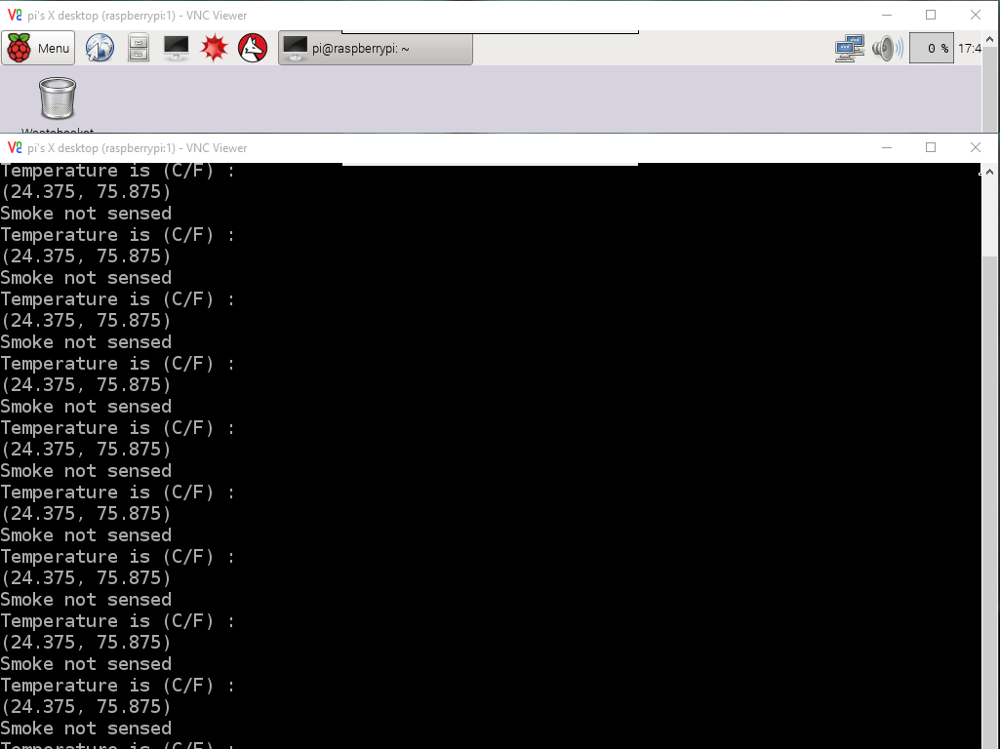 pi's X desktop (raspberrypi:1) - VNC Viewer
Menu
pi@raspberrypi: ~
0 %
17:4
Wastebasket
pi's X desktop (raspberrypi:1) - VNC Viewer
Temperature is (C/F) :
(24.375, 75.875)
Smoke not sensed
Temperature is (C/F) :
(24.375, 75.875)
Smoke not sensed
Temperature is (C/F) :
(24.375, 75.875)
Smoke not sensed
Temperature is (C/F) :
(24.375, 75.875)
Smoke not sensed
Temperature is (C/F) :
(24.375, 75.875)
Smoke not sensed
Temperature is (C/F) :
(24.375, 75.875)
Smoke not sensed
Temperature is (C/F) :
(24.375, 75.875)
Smoke not sensed
Temperature is (C/F) :
(24.375, 75.875)
Smoke not sensed
Temperature is (C/F) :
(24.375, 75.875)
Smoke not sensed
Temperature is (C/F) :